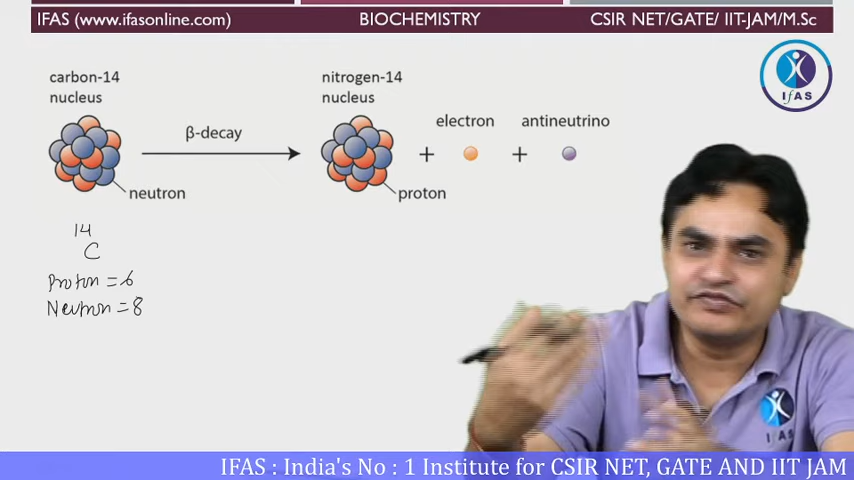 IFAS (www.ifasonline.com)
BIOCHEMISTRY
CSIR NET/GATE/ IIT-JAM/M.Sc
carbon-14
nucleus
β-decay
nitrogen-14
nucleus
electron
antineutrino
+
+
neutron
proton
IFAS
14
C
Proton = 6
Neutron = 8
IFAS
IFAS : India's No : 1 Institute for CSIR NET, GATE AND IIT JAM